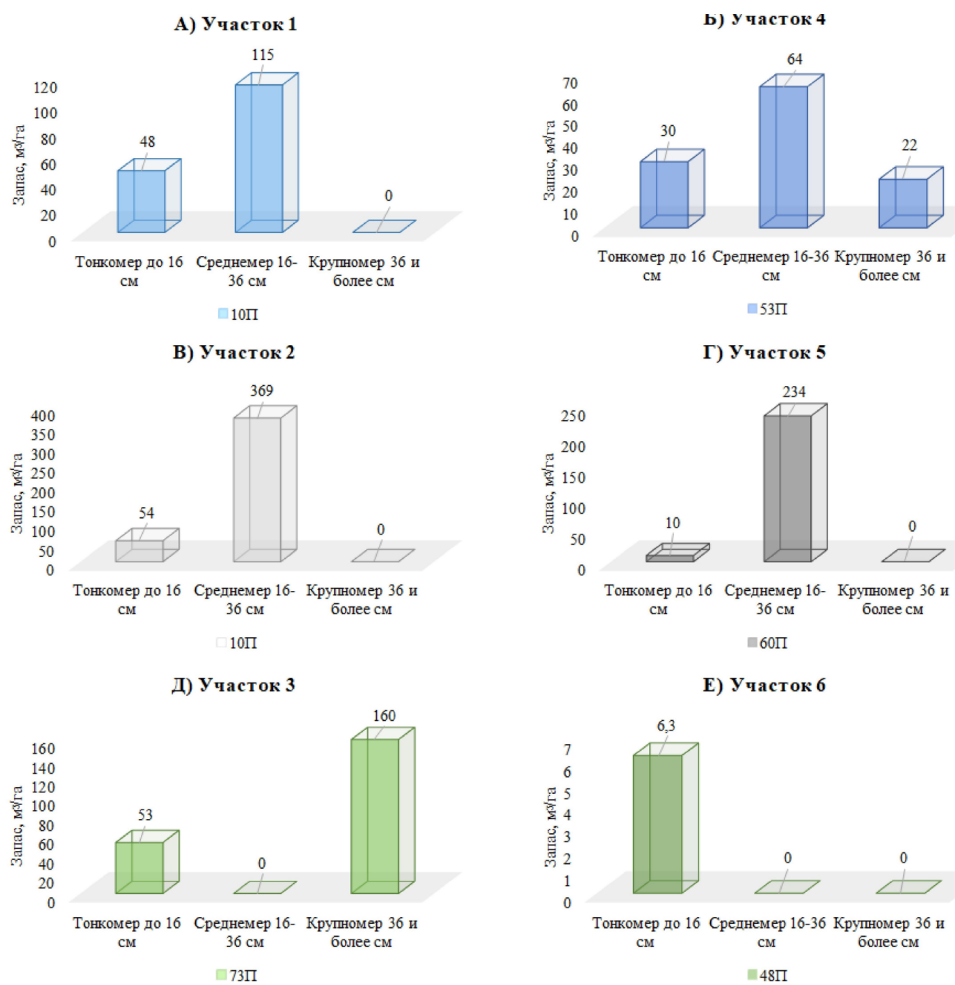 А) Участок 1
Запас, м³/га
120
100
80
60
40
20
0
48
115
0
Тонкомер до 16
см
Среднемер 16-
36 см
Крупномер 36 и
более см
10П
Б) Участок 4
Запас, м³/га
70
60
50
40
30
20
10
0
30
64
22
Тонкомер до 16
см
Среднемер 16-36
см
Крупномер 36 и
более см
53П
В) Участок 2
Запас, м³/га
400
350
300
250
200
150
100
50
0
54
369
0
Тонкомер до 16
см
Среднемер 16-
36 см
Крупномер 36 и
более см
10П
Г) Участок 5
Запас, м³/га
250
200
150
100
50
0
10
234
0
Тонкомер до 16
см
Среднемер 16-
36 см
Крупномер 36 и
более см
60П
Д) Участок 3
Запас, м³/га
160
140
120
100
80
60
40
20
0
53
0
160
Тонкомер до 16
см
Среднемер 16-
36 см
Крупномер 36 и
более см
73П
Е) Участок 6
Запас, м³/га
7
6
5
4
3
2
1
0
6,3
0
0
Тонкомер до 16
см
Среднемер 16-36
см
Крупномер 36 и
более см
48П